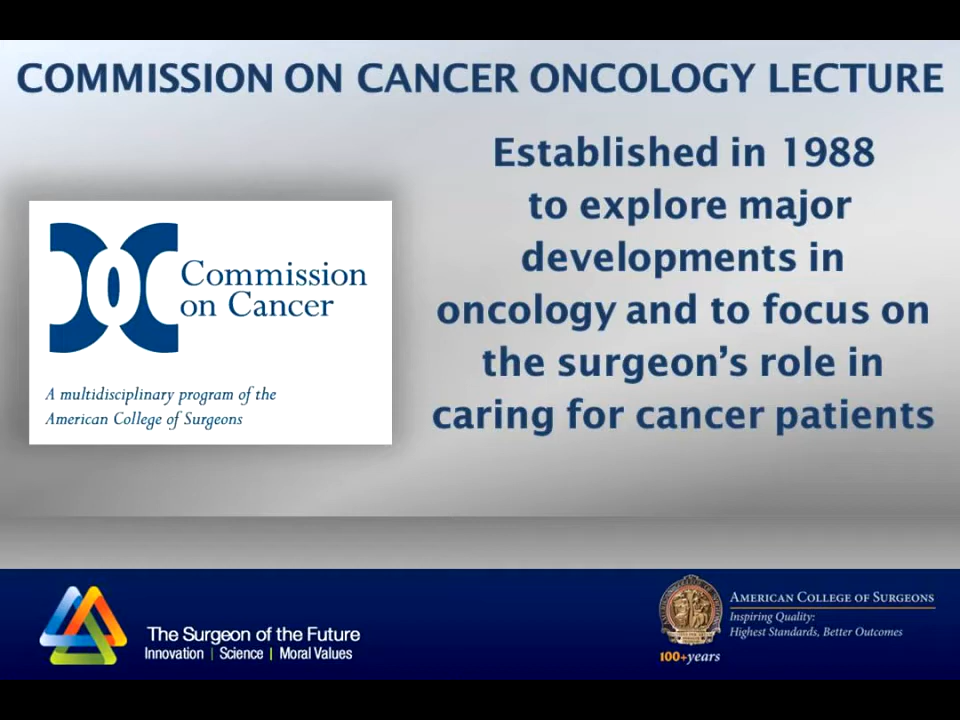 COMMISSION ON CANCER ONCOLOGY LECTURE
Established in 1988
to explore major
developments in
oncology and to focus on
the surgeon’s role in
caring for cancer patients
Commission
on Cancer
A multidisciplinary program of the
American College of Surgeons
The Surgeon of the Future
Innovation | Science | Moral Values
AMERICAN COLLEGE OF SURGEONS
Inspiring Quality:
Highest Standards, Better Outcomes
100+years